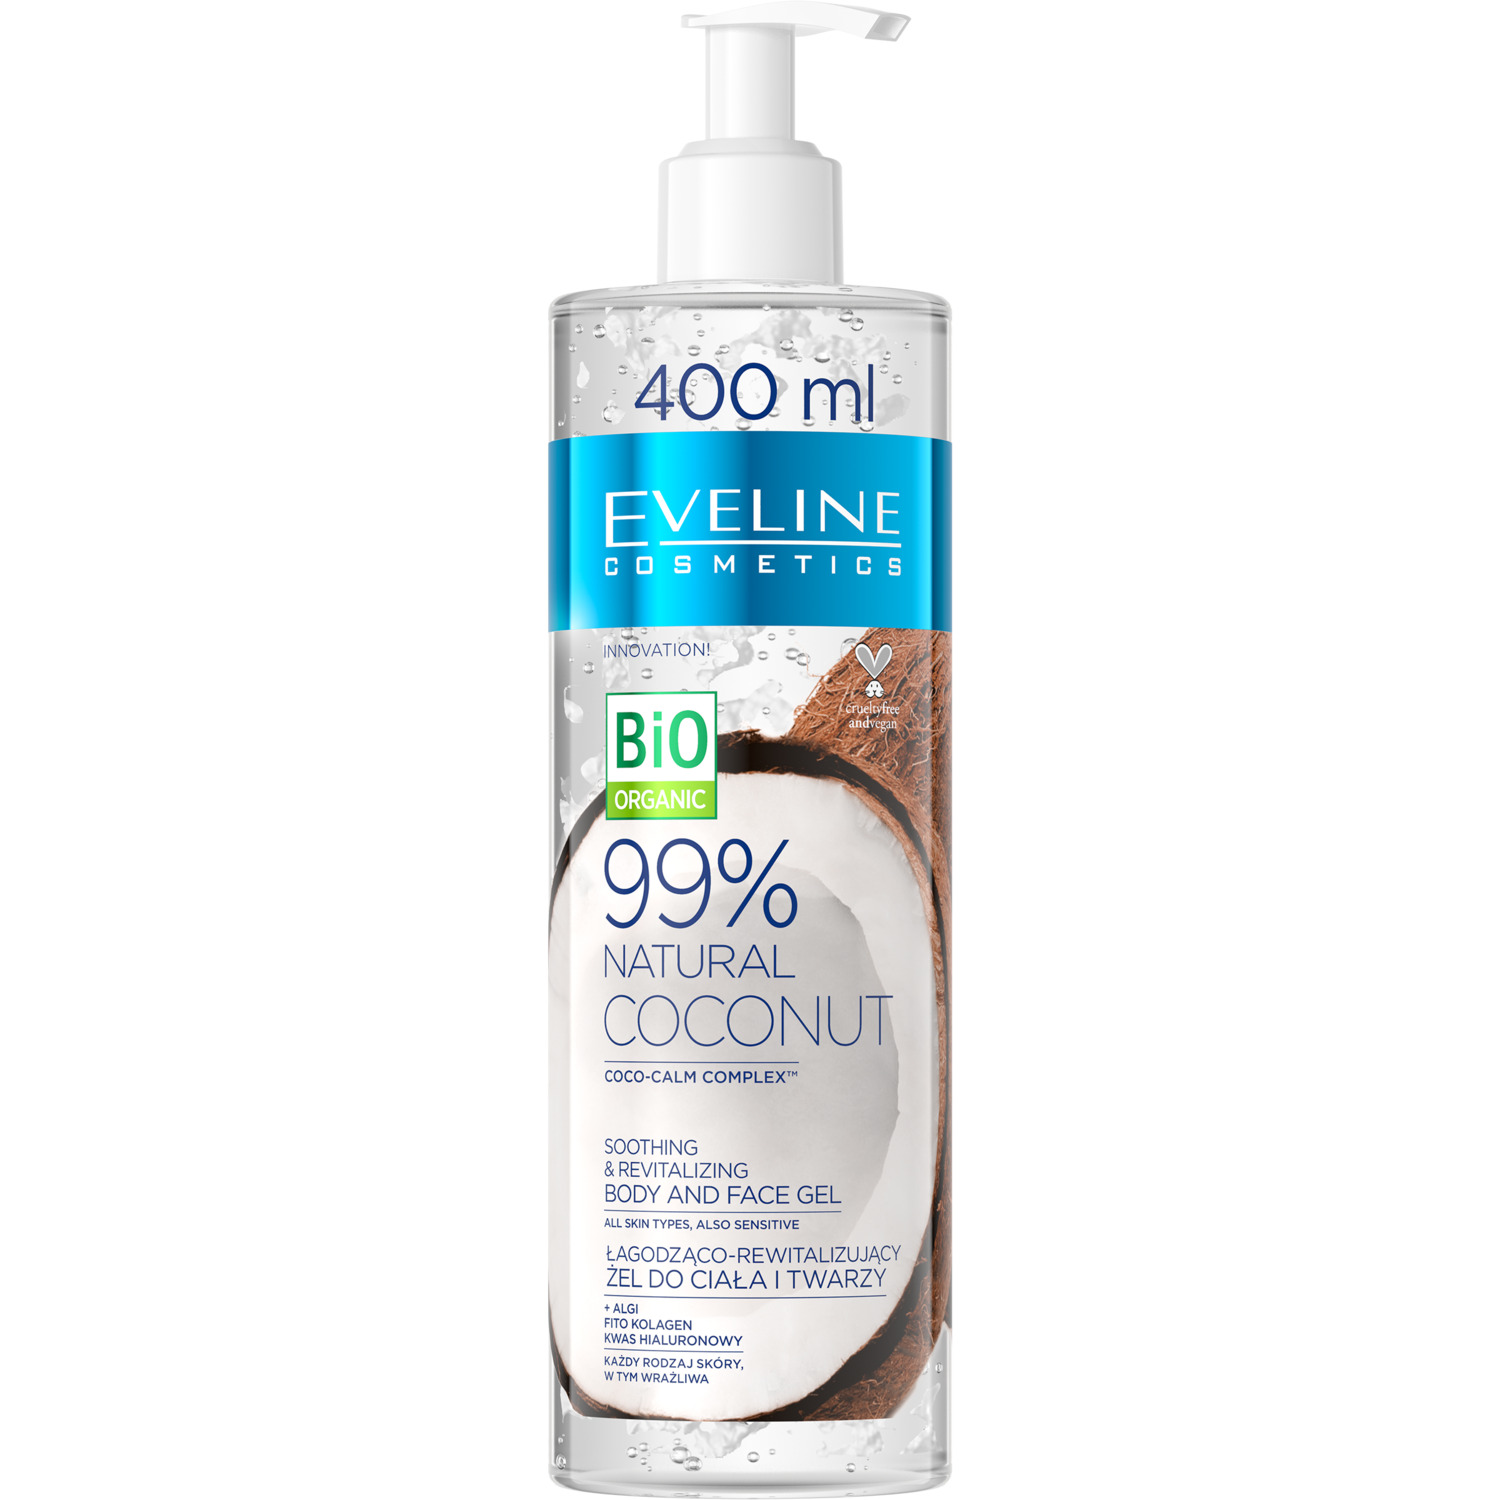 400 ml
EVELINE
COSMETICS
INNOVATION!
crueltyfree
andvegan
BiO
ORGANIC
99%
NATURAL
COCONUT
COCO-CALM COMPLEX™
SOOTHING
& REVITALIZING
BODY AND FACE GEL
ALL SKIN TYPES, ALSO SENSITIVE
ŁAGODZĄCO-REWITALIZUJĄCY
ŻEL DO CIAŁA I TWARZY
+ ALGI
FITO KOLAGEN
KWAS HIALURONOWY
KAŻDY RODZAJ SKÓRY,
W TYM WRAŻLIWA